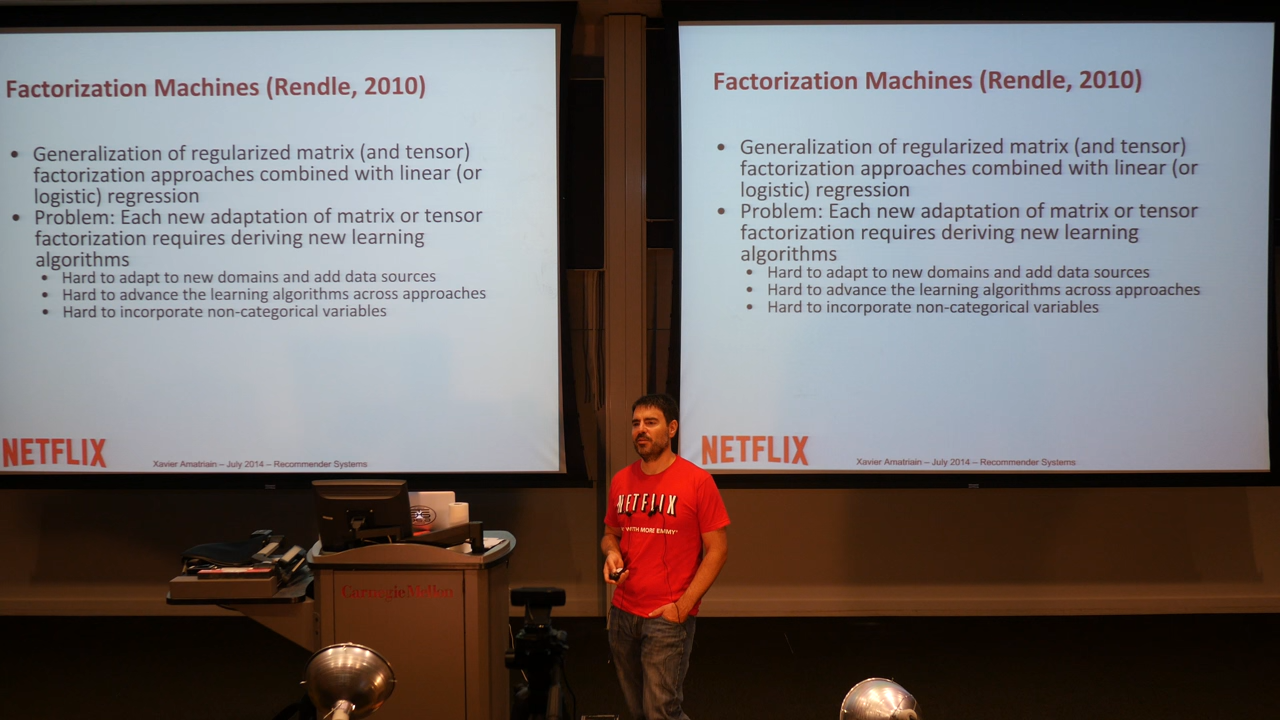 Factorization Machines (Rendle, 2010)
• Generalization of regularized matrix (and tensor)
factorization approaches combined with linear (or
logistic) regression
• Problem: Each new adaptation of matrix or tensor
factorization requires deriving new learning
algorithms
• Hard to adapt to new domains and add data sources
• Hard to advance the learning algorithms across approaches
• Hard to incorporate non-categorical variables
NETFLIX
Xavier Amatriain – July 2014 – Recommender Systems
Factorization Machines (Rendle, 2010)
• Generalization of regularized matrix (and tensor)
factorization approaches combined with linear (or
logistic) regression
• Problem: Each new adaptation of matrix or tensor
factorization requires deriving new learning
algorithms
• Hard to adapt to new domains and add data sources
• Hard to advance the learning algorithms across approaches
• Hard to incorporate non-categorical variables
NETFLIX
Xavier Amatriain – July 2014 – Recommender Systems
NETFLIX
WITH MORE
CarnegieMellon